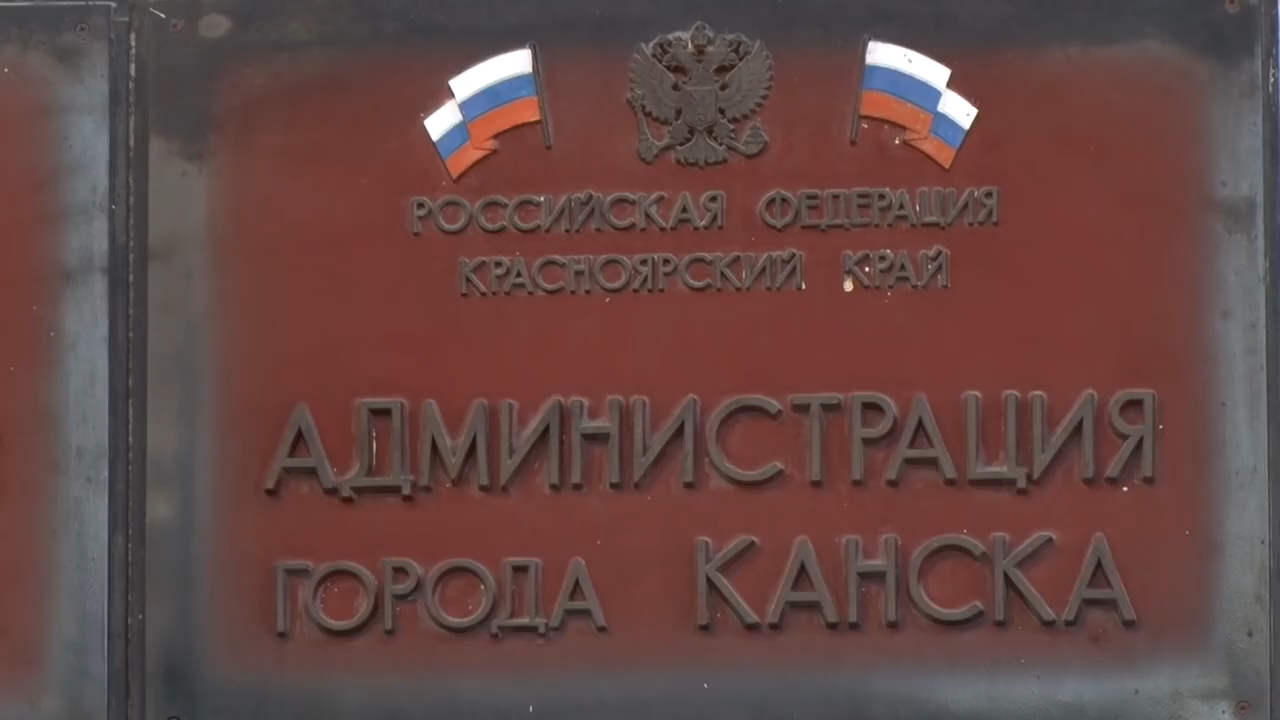 РОССИЙСКАЯ ФЕДЕРАЦИЯ
КРАСНОЯРСКИЙ КРАЙ
АДМИНИСТРАЦИЯ
ГОРОДА КАНСКА